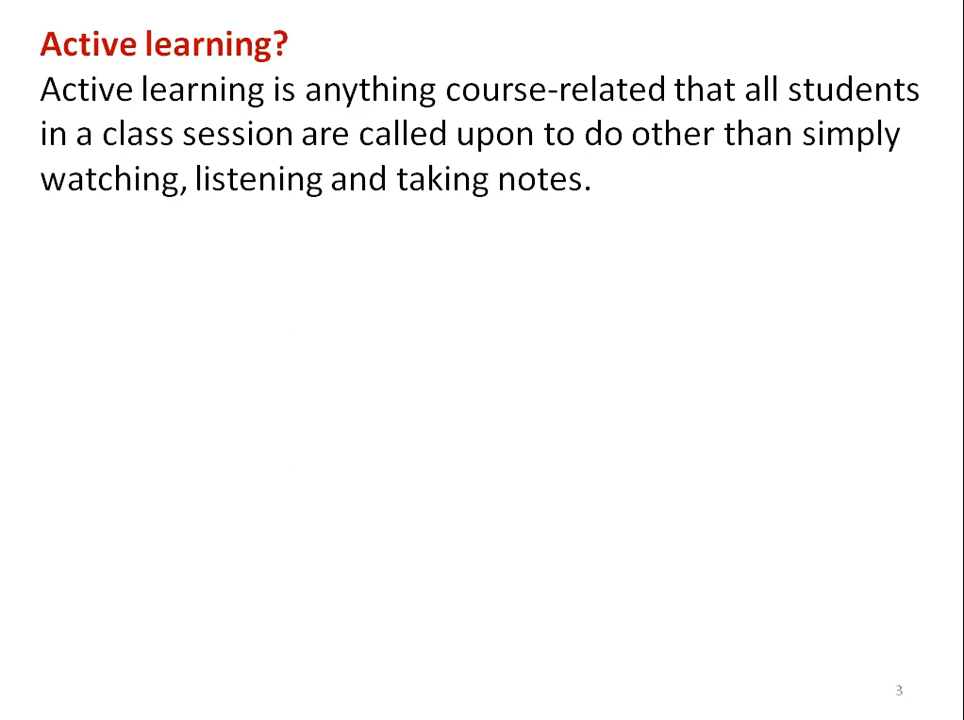 Active learning?
Active learning is anything course-related that all students
in a class session are called upon to do other than simply
watching, listening and taking notes.
3